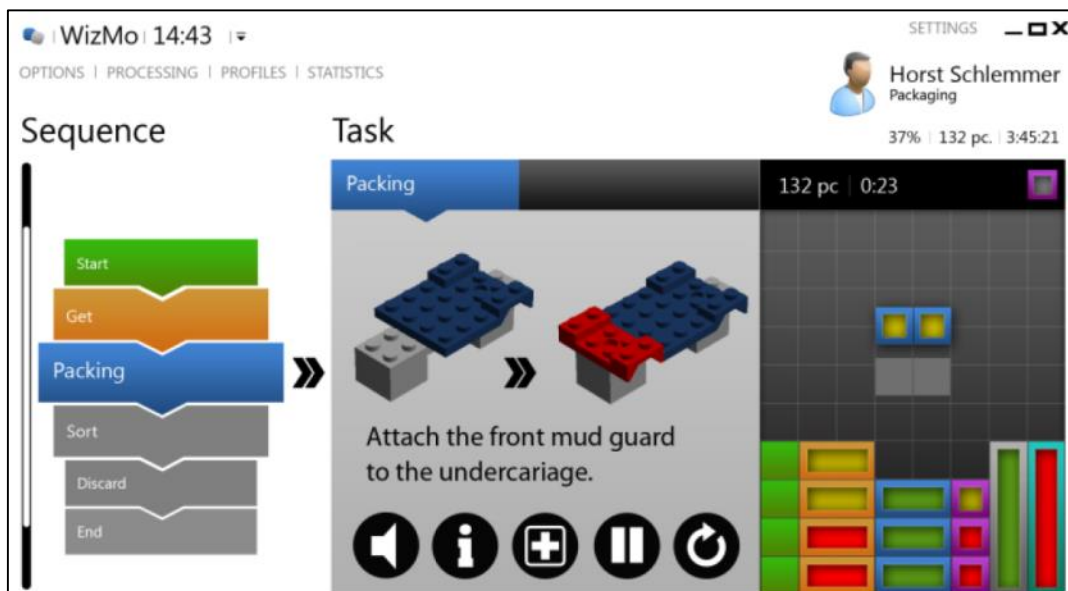 WizMo 14:43
SETTINGS
OPTIONS | PROCESSING | PROFILES | STATISTICS
Horst Schlemmer
Packaging
37% | 132 pc. | 3:45:21
Sequence
Task
Start
Get
Packing
Sort
Discard
End
Packing
Attach the front mud guard
to the undercariage.
132 pc | 0:23